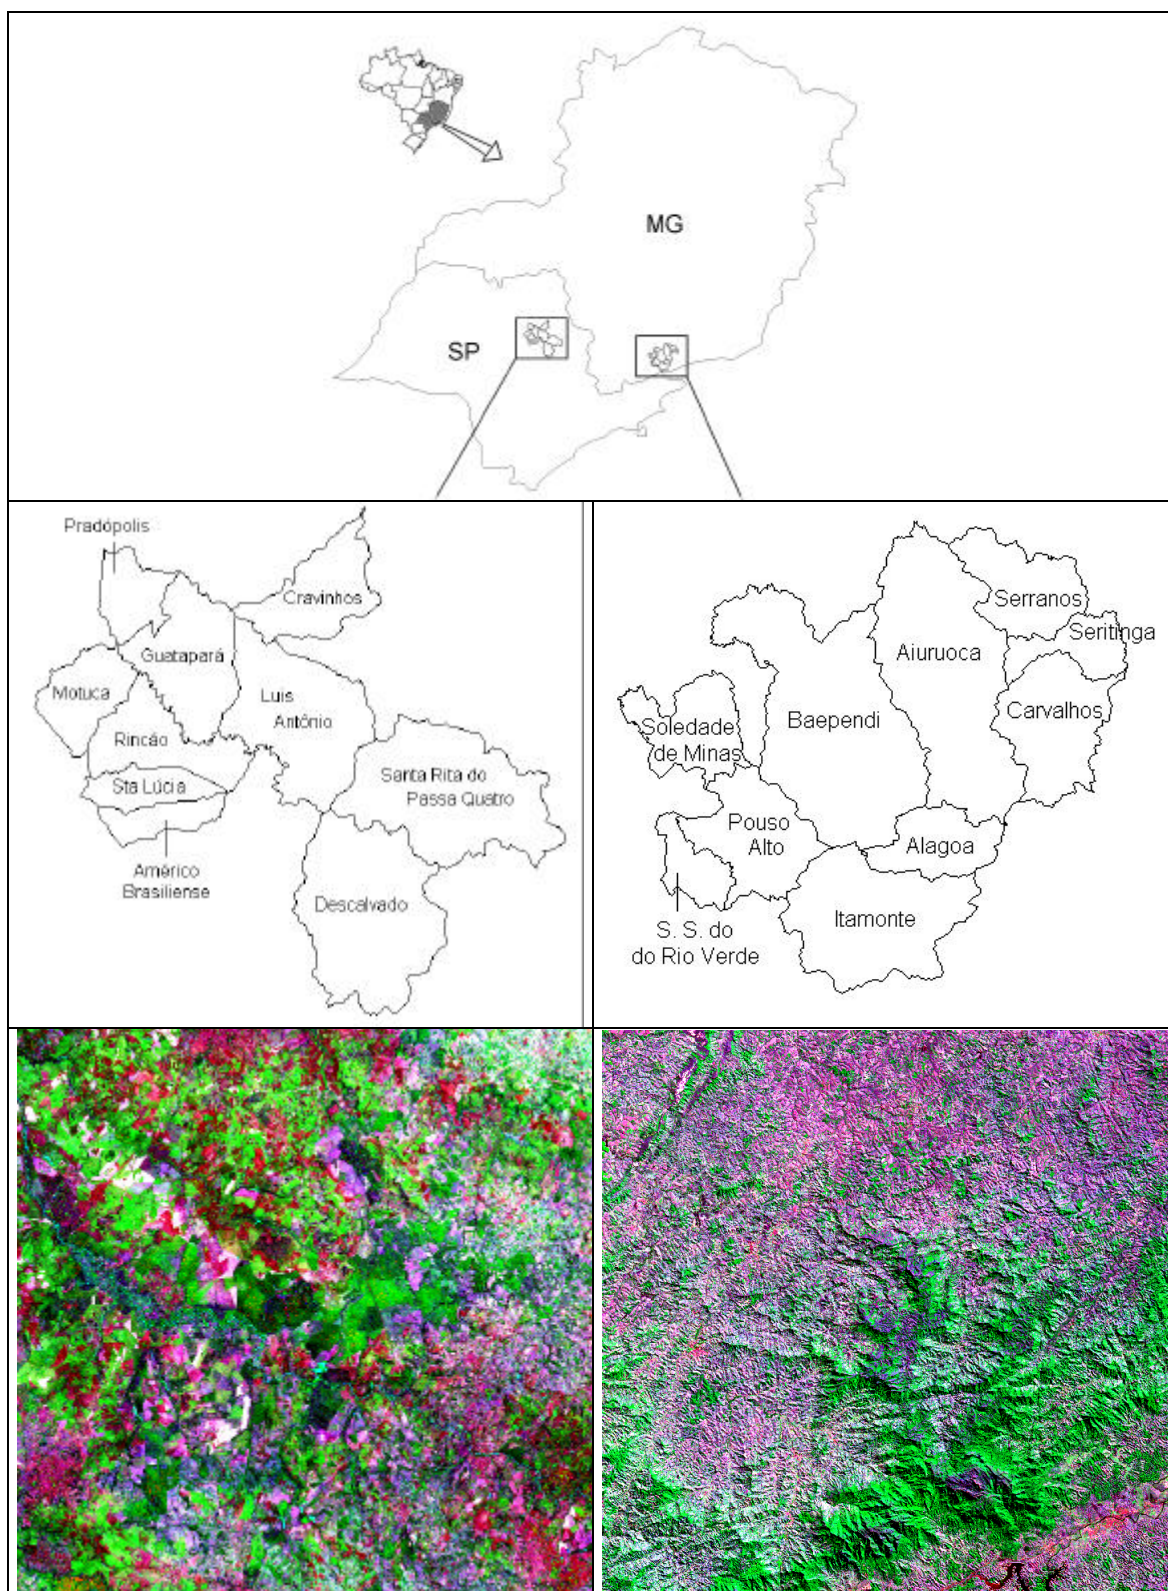 MG
SP
Pradópolis
Cravinhos
Guatapará
Motuca
Luis
Antônio
Rincão
Sta Lúcia
Santa Rita do
Passa Quatro
Américo
Brasiliense
Descalvado
Serranos
Seritinga
Aiuruoca
Carvalhos
Baependi
Soledade
de Minas
Pouso
Alto
Alagoa
Itamonte
S. S. do
do Rio Verde